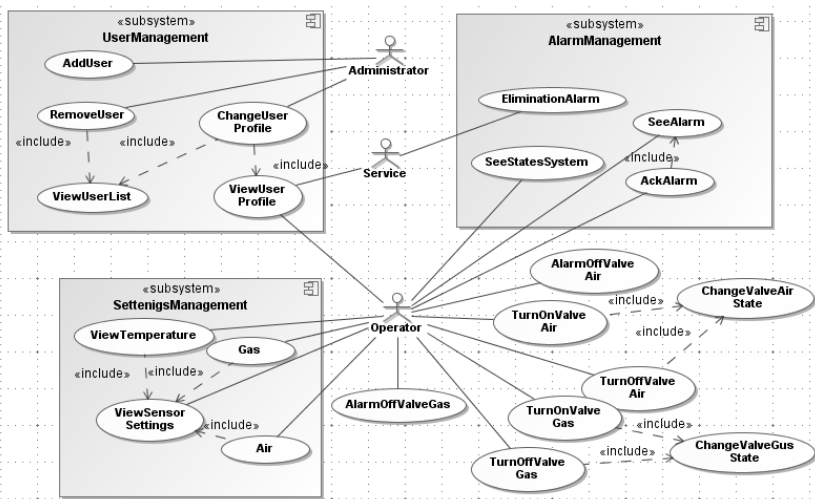 «subsystem»
UserManagement
AddUser
RemoveUser
ChangeUser
Profile
«include»
«include»
«include»
ViewUserList
ViewUser
Profile
Administrator
Service
«subsystem»
AlarmManagement
EliminationAlarm
SeeAlarm
SeeStatesSystem
«include»
AckAlarm
«subsystem»
SettenigsManagement
ViewTemperature
Gas
«include»
«include»
ViewSensor
Settings
«include»
Air
Operator
AlarmOffValve
Air
TurnOnValve
Air
«include»
ChangeValveAir
State
«include»
TurnOffValve
Air
AlarmOffValveGas
TurnOnValve
Gas
«include»
ChangeValveGus
State
TurnOffValve
Gas
«include»